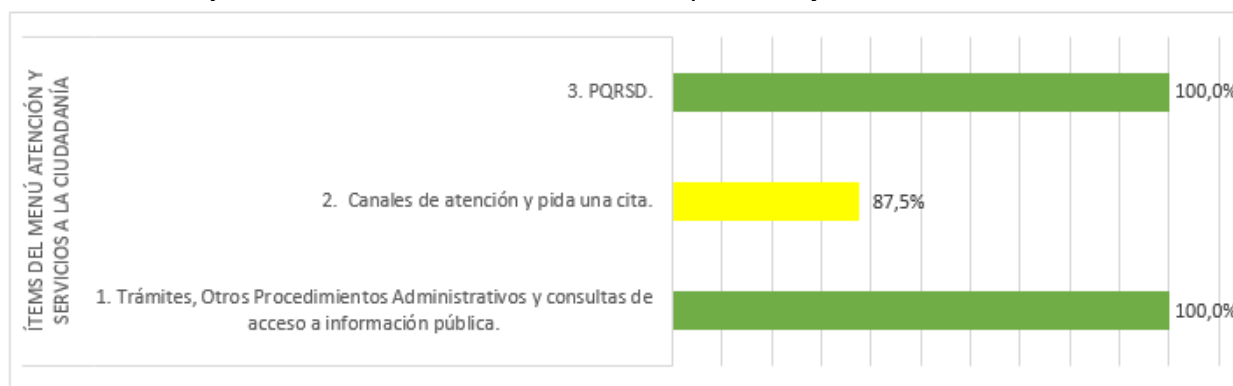 ÍTEMS DEL MENÚ ATENCIÓN Y
SERVICIOS A LA CIUDADANÍA
3. PQRSD.
100,0%
2. Canales de atención y pida una cita.
87,5%
1. Trámites, Otros Procedimientos Administrativos y consultas de
acceso a información pública.
100,0%